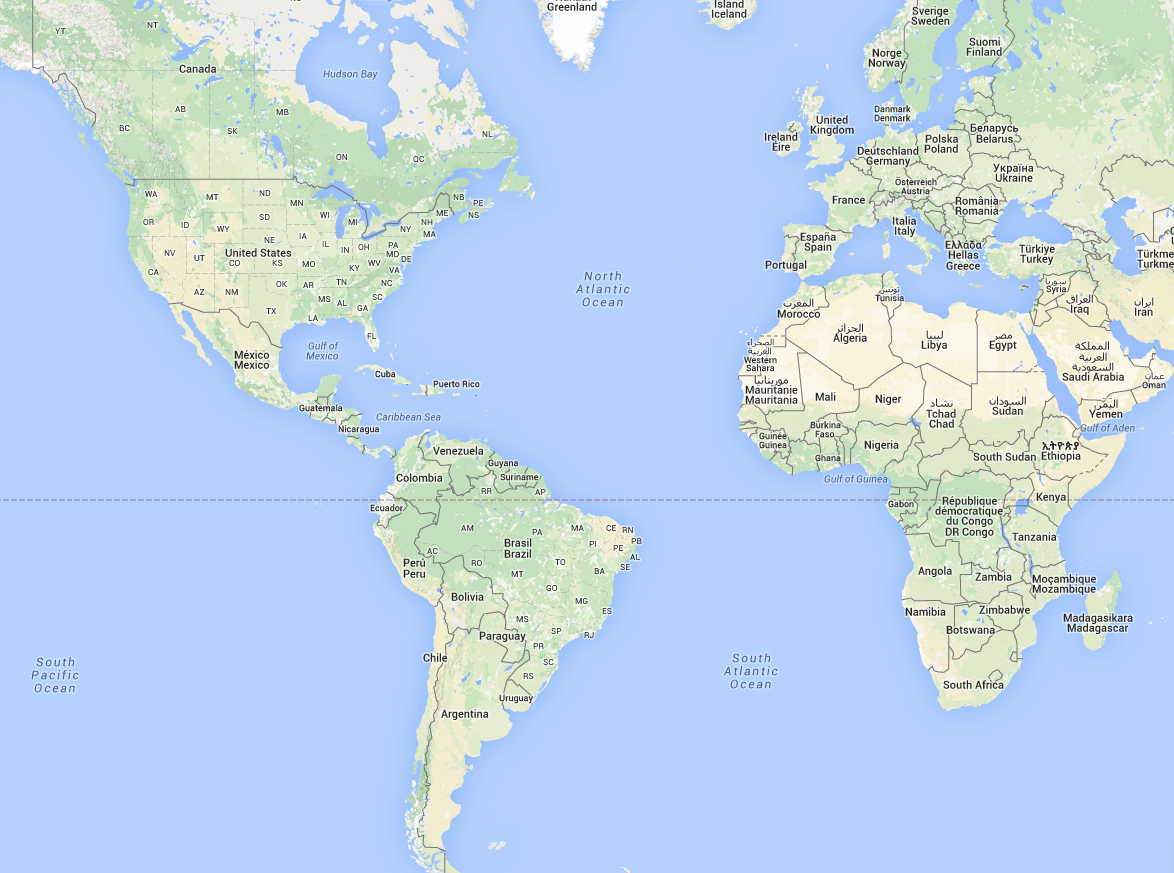 Greenland
Island
Iceland
Sverige
Sweden
YT
NT
Canada
Hudson Bay
Norge
Norway
Suomi
Finland
AB
MB
BC
SK
ON
QC
NL
Danmark
Denmark
United
Kingdom
Ireland
Éire
Polska
Poland
Беларусь
Belarus
Deutschland
Germany
Україна
Ukraine
Österreich
Austria
France
România
Romania
Italia
Italy
WA
MT
ND
MN
NB
PE
NS
ME
OR
ID
WY
SD
WI
MI
NH
NY
MA
NE
IA
IL
IN
OH
PA
MD
DE
NV
UT
United States
CO
KS
MO
KY
WV
VA
CA
AZ
NM
OK
AR
TN
NC
SC
MS
AL
GA
TX
LA
FL
España
Spain
Portugal
Ελλάδα
Hellas
Greece
Türkiye
Turkey
Türkme
Turkme
North
Atlantic
Ocean
تونس
Tunisia
سوريا
Syria
العراق
Iraq
ایران
Iran
المغرب
Morocco
الجزائر
Algeria
ليبيا
Libya
مصر
Egypt
Gulf of
Mexico
México
Mexico
الصحراء
الغربية
Western
Sahara
المملكة
العربية
السعودية
Saudi Arabia
عمان
Oman
Cuba
Puerto Rico
موريتانيا
Mauritanie
Mauritania
Mali
Niger
تشاد
Tchad
Chad
السودان
Sudan
اليمن
Yemen
Gulf of Aden
Guatemala
Caribbean Sea
Nicaragua
Guinée
Guinea
Burkina
Faso
Ghana
Nigeria
South Sudan
ኢትዮጵያ
Ethiopia
Venezuela
Guyana
Suriname
Colombia
Gulf of Guinea
RR
AP
Ecuador
Gabon
République
démocratique
du Congo
DR Congo
Kenya
AM
PA
MA
CE
RN
PB
PI
PE
AL
SE
Brasil
Brazil
Tanzania
AC
RO
TO
BA
MT
Perú
Peru
Angola
Zambia
Moçambique
Mozambique
Bolivia
GO
MG
ES
Namibia
Zimbabwe
Botswana
Madagasikara
Madagascar
MS
SP
RJ
Paraguay
PR
SC
RS
Chile
South
Pacific
Ocean
South
Atlantic
Ocean
South Africa
Uruguay
Argentina